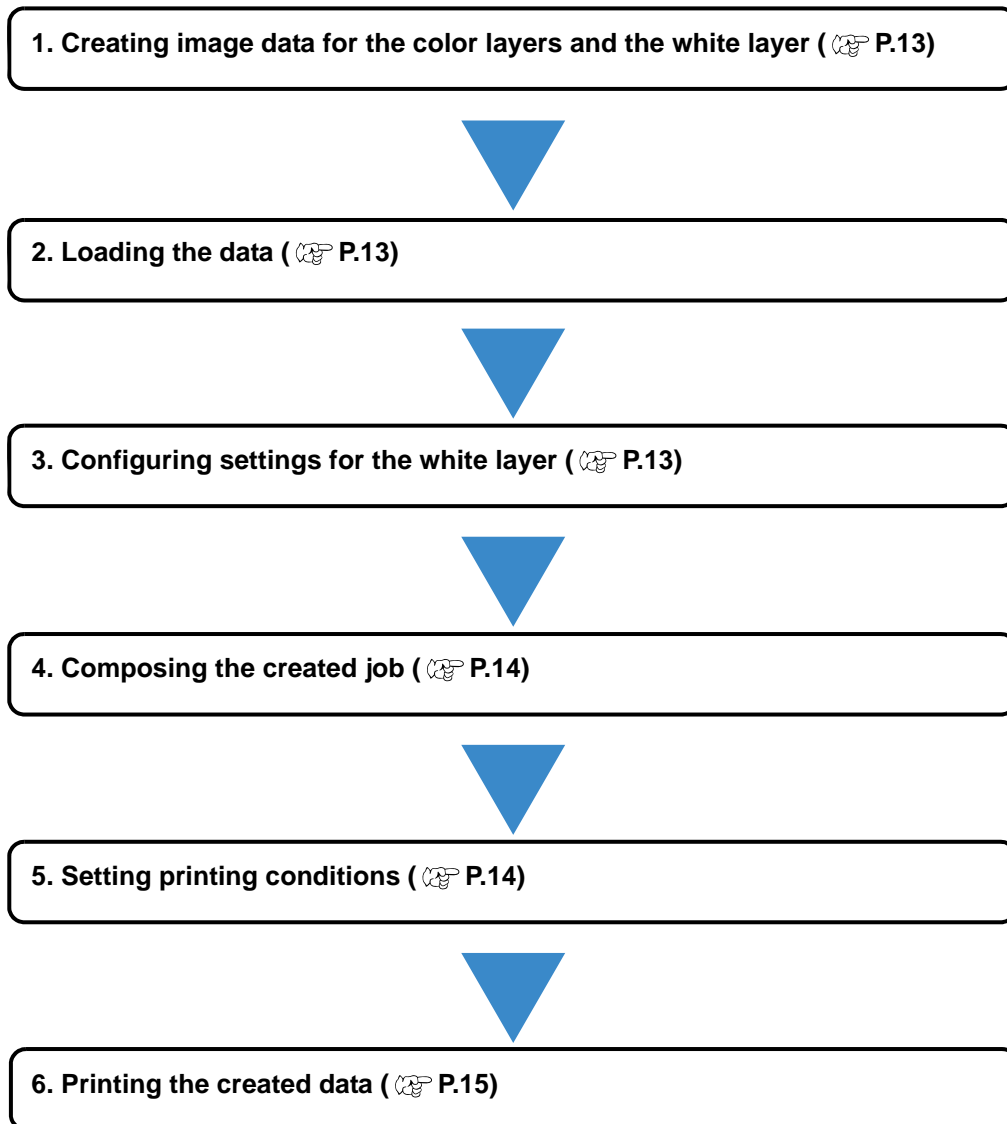 1. Creating image data for the color layers and the white layer ( P.13)
2. Loading the data ( P.13)
3. Configuring settings for the white layer ( P.13)
4. Composing the created job ( P.14)
5. Setting printing conditions ( P.14)
6. Printing the created data ( P.15)